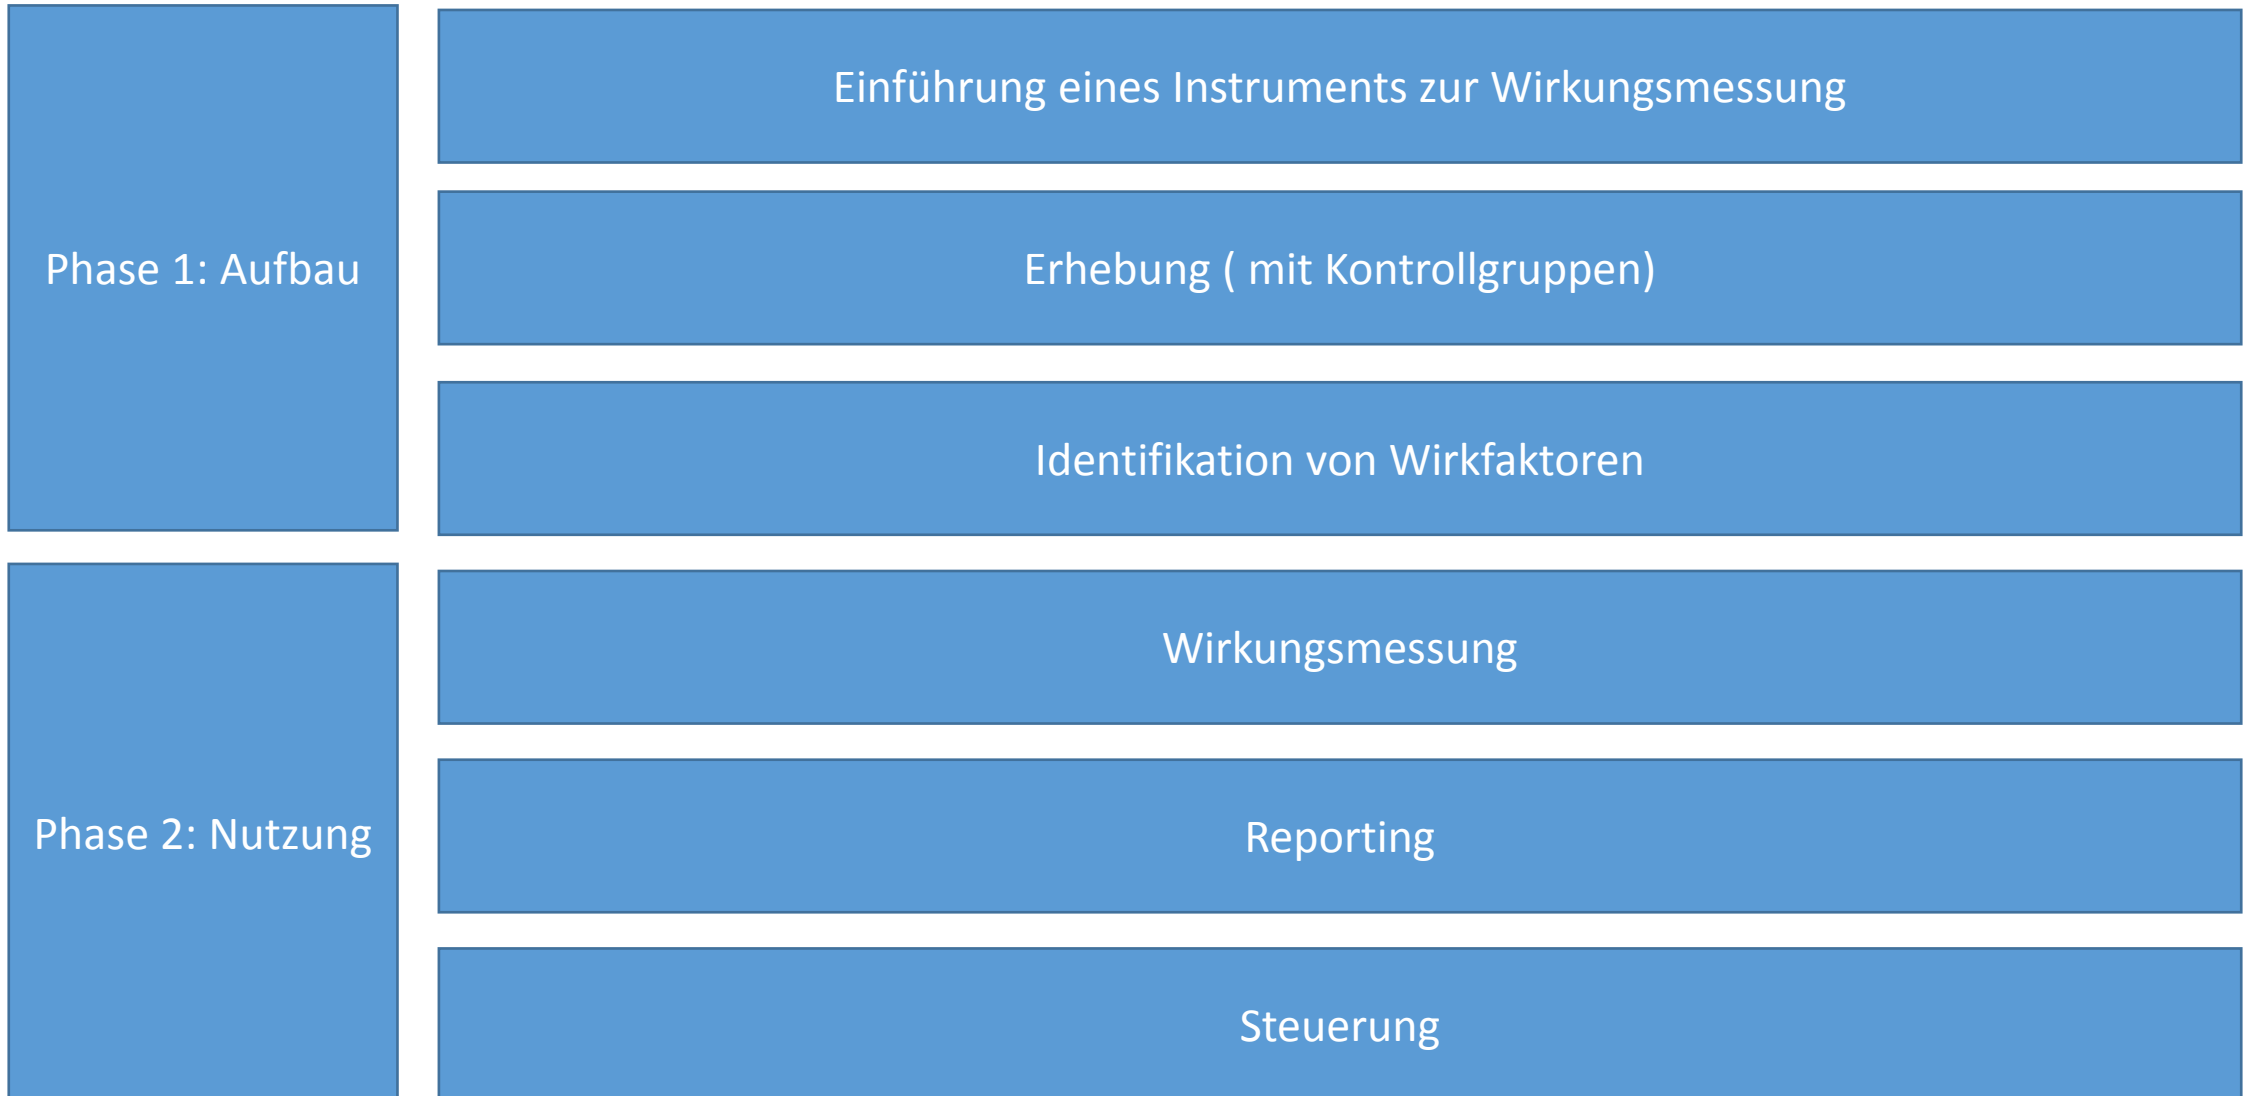 Phase 1: Aufbau
Einführung eines Instruments zur Wirkungsmessung
Erhebung ( mit Kontrollgruppen)
Identifikation von Wirkfaktoren
Phase 2: Nutzung
Wirkungsmessung
Reporting
Steuerung